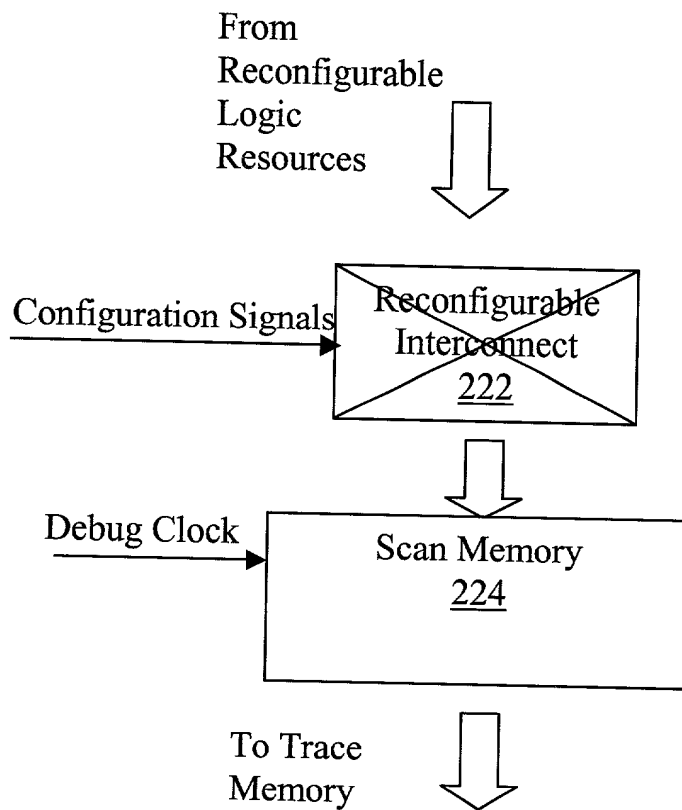 From
Reconfigurable
Logic
Resources
Configuration Signals
Reconfigurable
Interconnect
222
Debug Clock
Scan Memory
224
To Trace
Memory